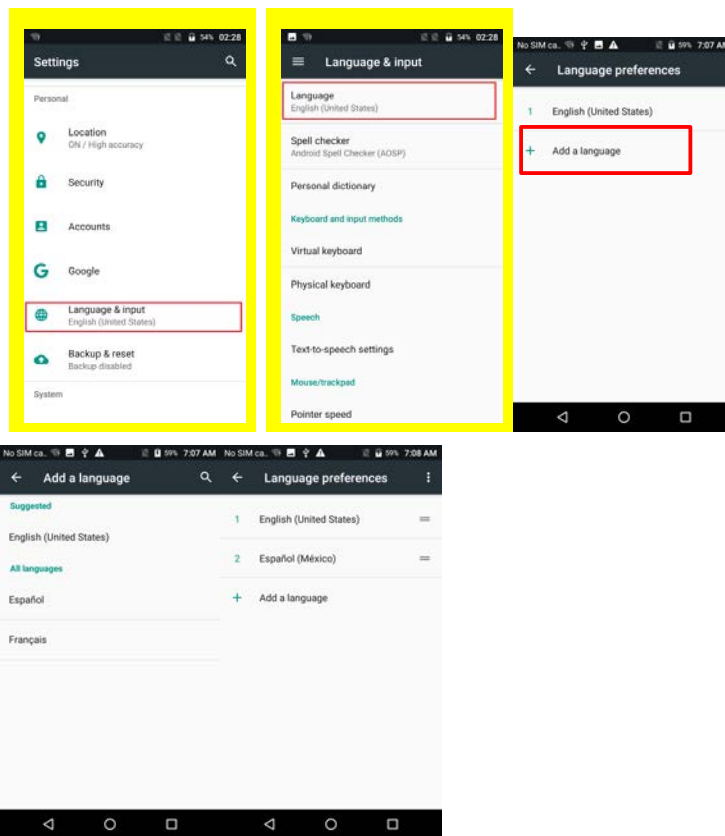 54% 02:28
Settings
Personal
Location
ON / High accuracy
Security
Accounts
Google
Language & input
English (United States)
Backup & reset
Backup disabled
System
54% 02:28
Language & input
Language
English (United States)
Spell checker
Android Spell Checker (AOSP)
Personal dictionary
Keyboard and input methods
Virtual keyboard
Physical keyboard
Speech
Text-to-speech settings
Mouse/trackpad
Pointer speed
No SIM ca.. 59% 7:07 AM
Language preferences
1 English (United States)
+ Add a language
No SIM ca.. 59% 7:07 AM
Add a language
Suggested
English (United States)
All languages
Español
Français
No SIM ca.. 59% 7:08 AM
Language preferences
1 English (United States)
2 Español (México)
+ Add a language